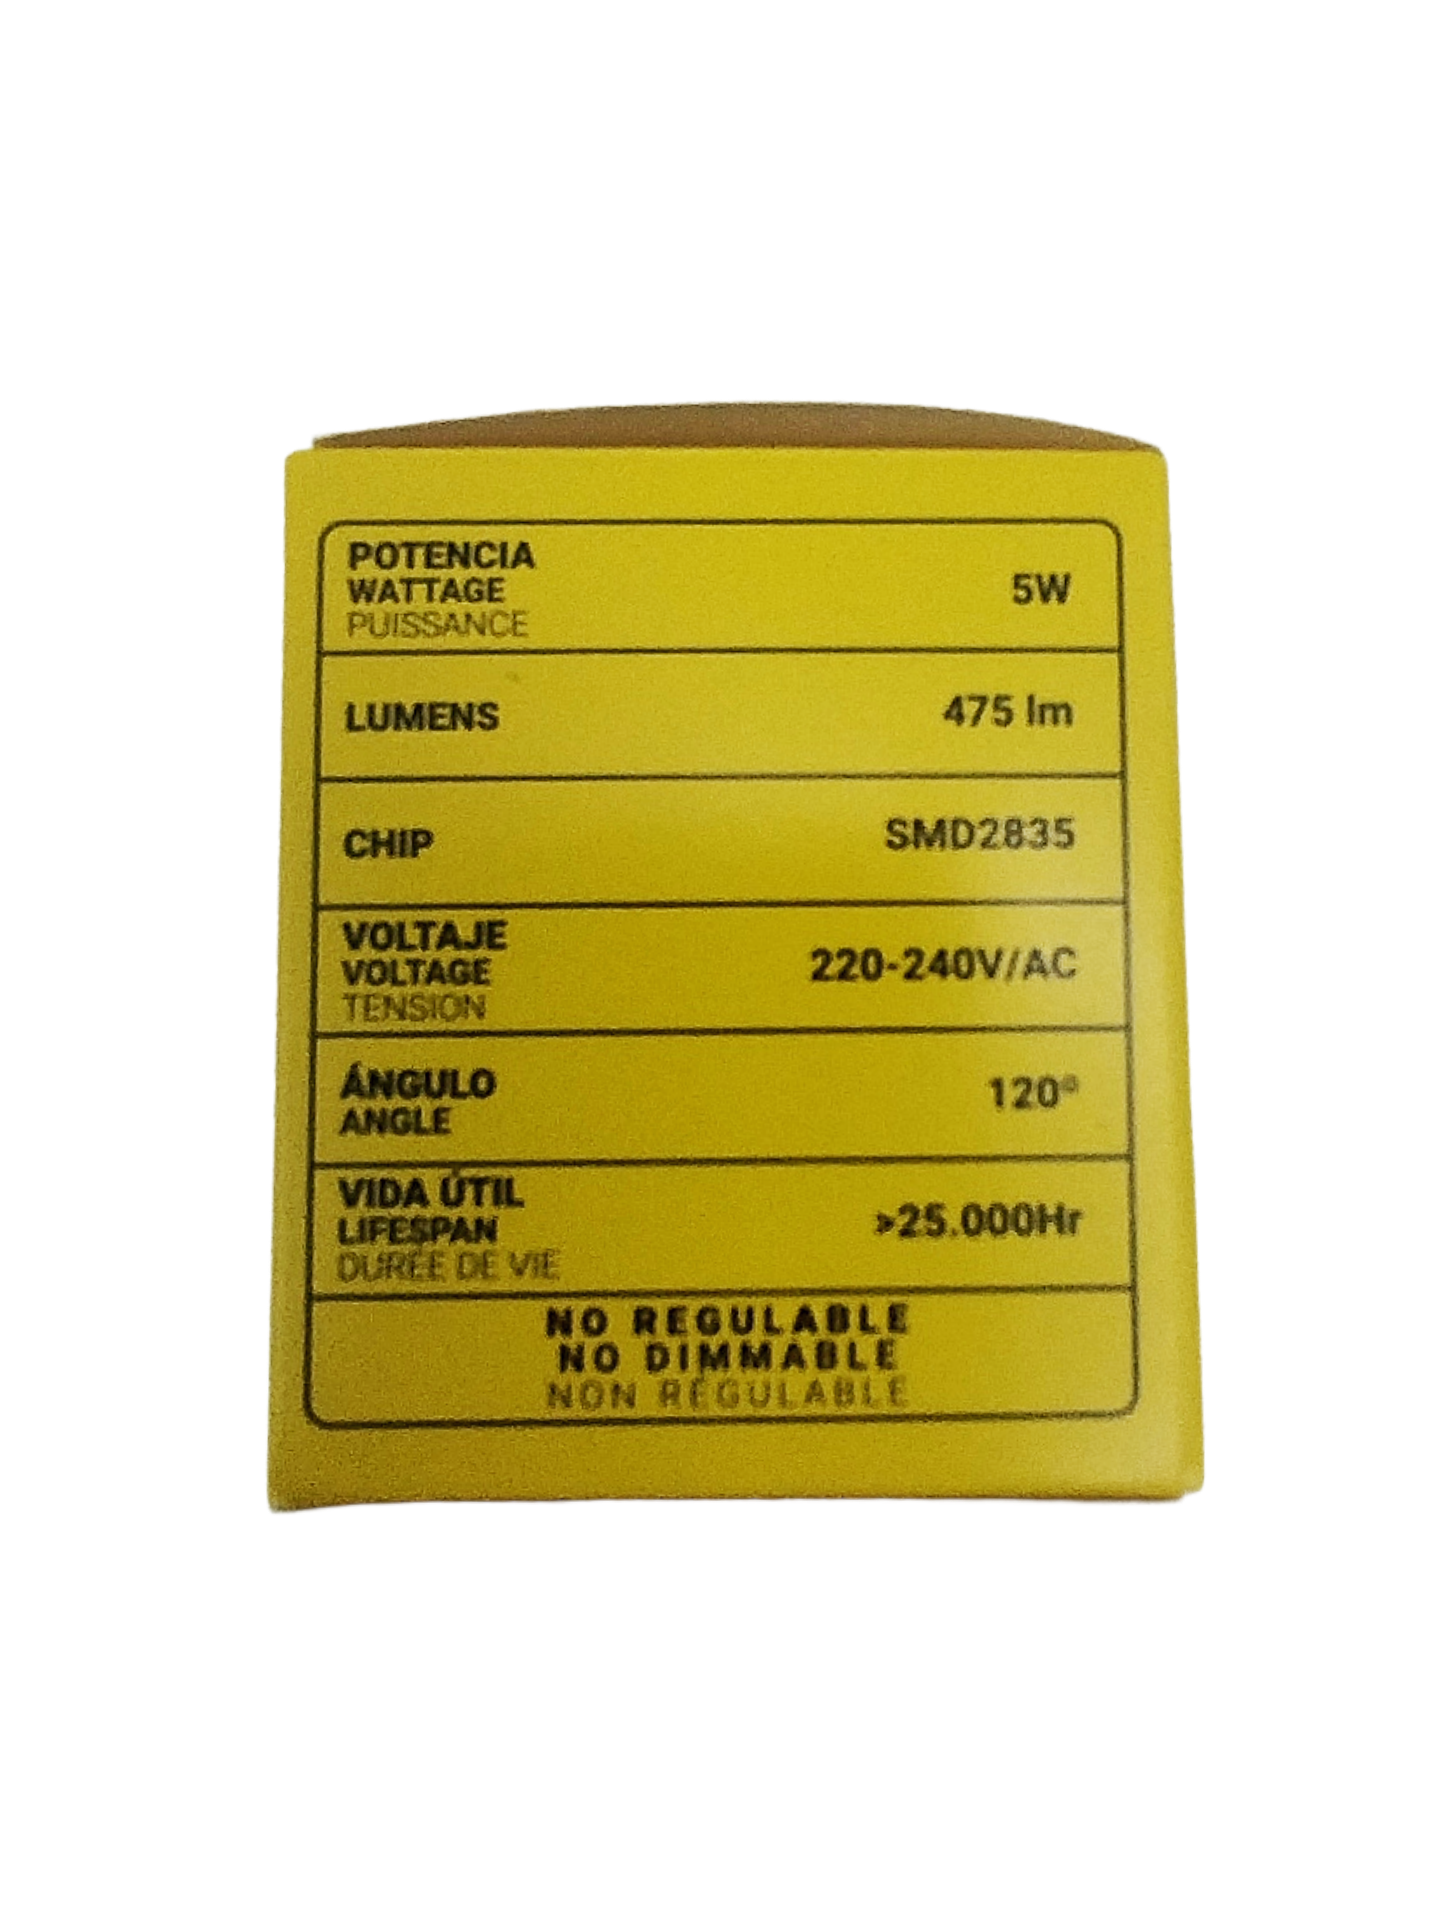 POTENCIA
WATTAGE
PUISSANCE
5W
LUMENS
475 lm
CHIP
SMD2835
VOLTAJE
VOLTAGE
TENSION
220-240V/AC
ÁNGULO
ANGLE
120º
VIDA ÚTIL
LIFESPAN
DURÉE DE VIE
>25.000Hr
NO REGULABLE
NO DIMMABLE
NON RÉGULABLE